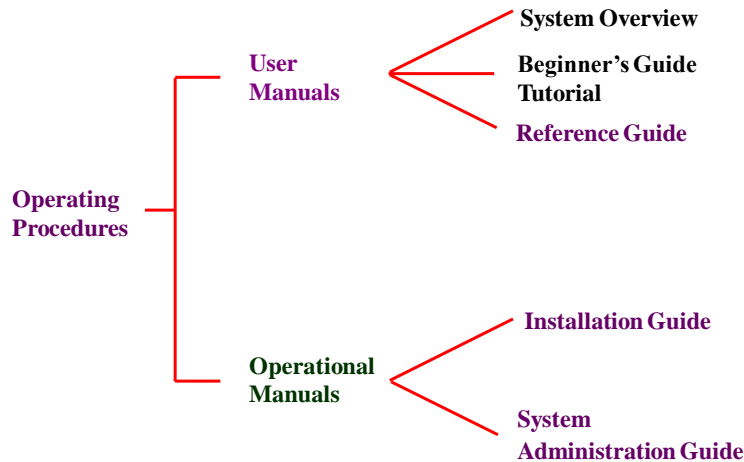 System Overview
User
Manuals
Beginner's Guide
Tutorial
Reference Guide
Operating
Procedures
Installation Guide
Operational
Manuals
System
Administration Guide